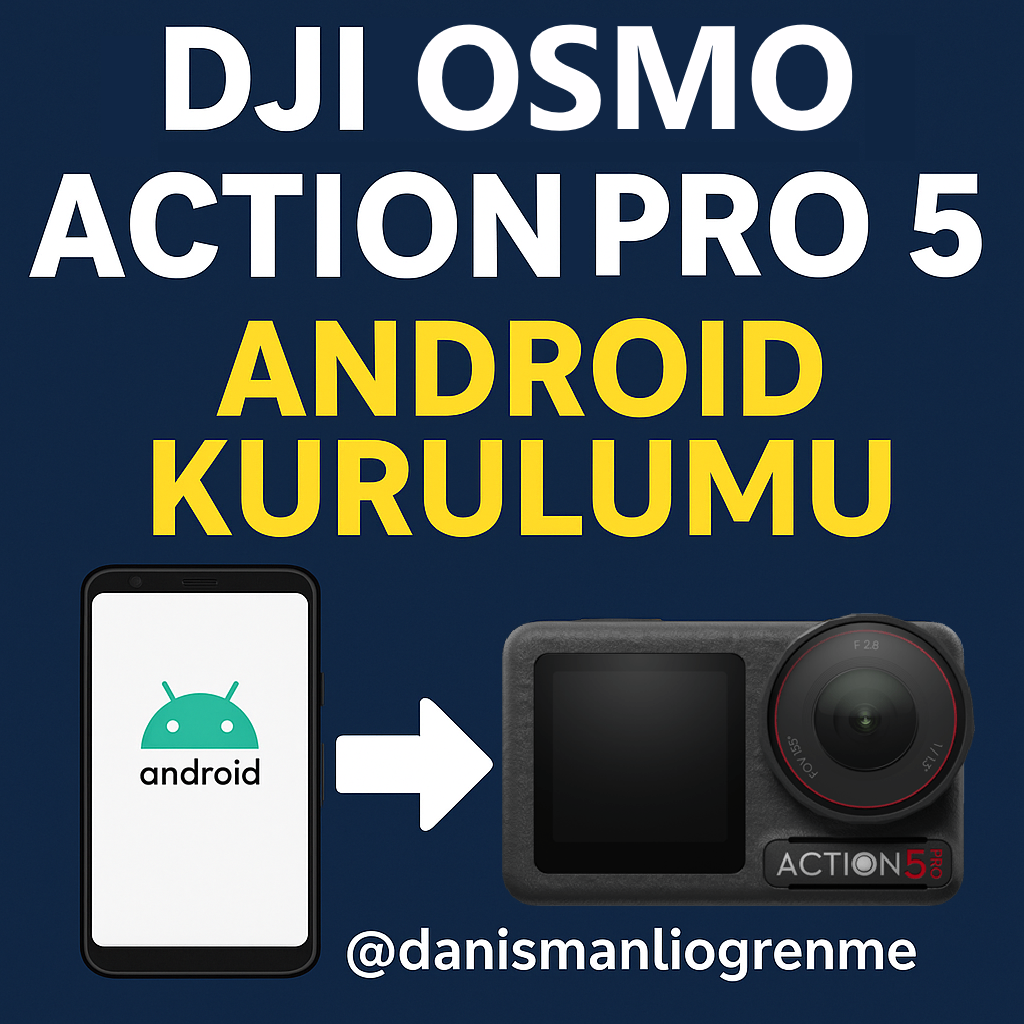 DJI OSMO
ACTION PRO 5
ANDROID
KURULUMU
android
F 2.8
FOV 155°
1/1.3"
ACTION 5 PRO
@danismanliogrenme